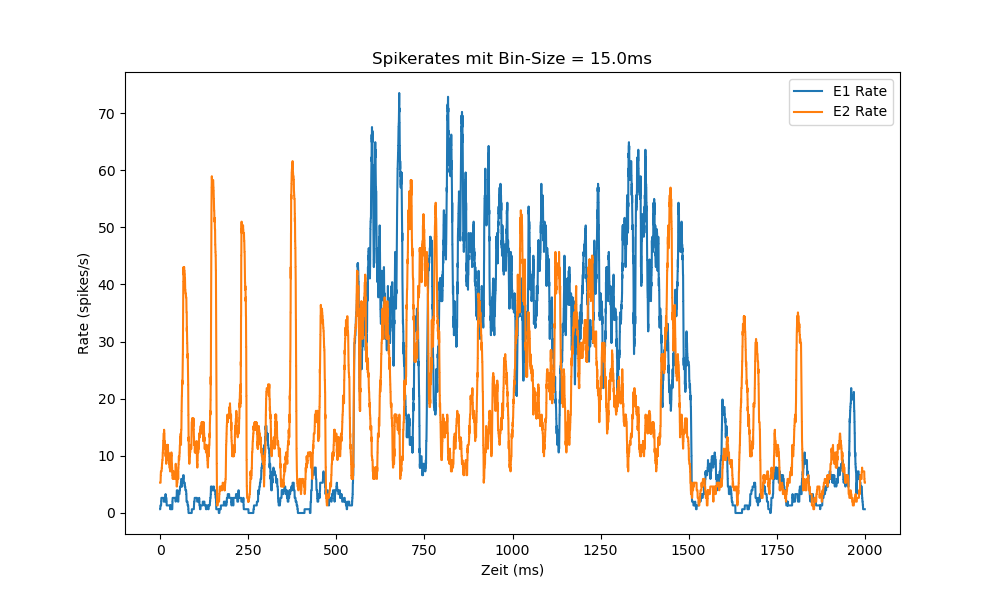 Spikerates mit Bin-Size = 15.0ms
E1 Rate
E2 Rate
Rate (spikes/s)
70
60
50
40
30
20
10
0
0 250 500 750 1000 1250 1500 1750 2000
Zeit (ms)